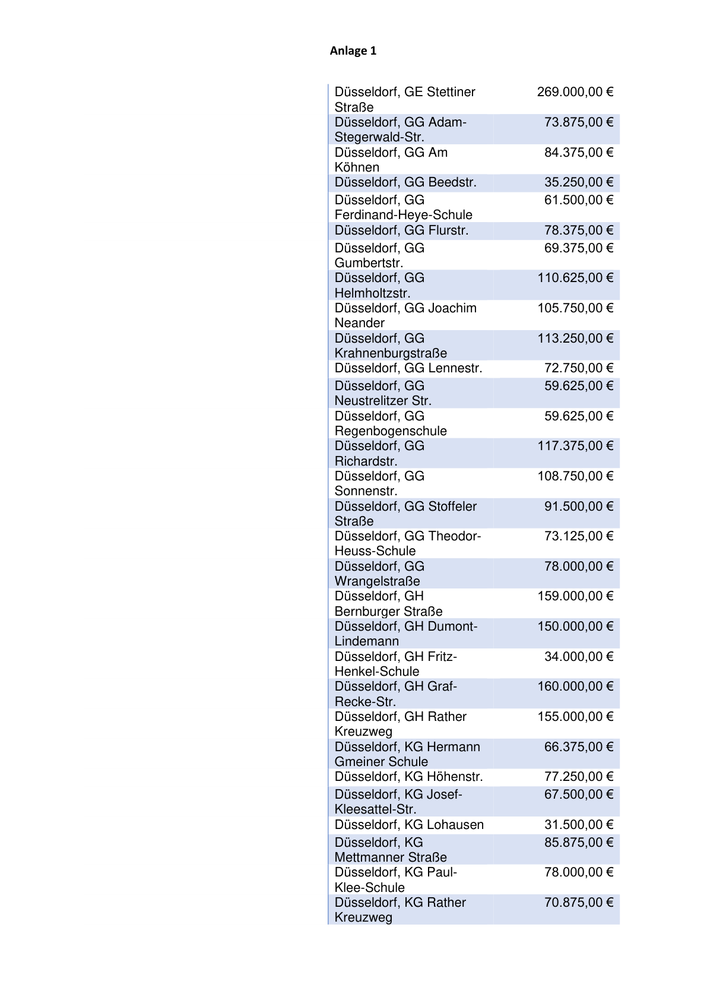 Anlage 1
Düsseldorf, GE Stettiner 269.000,00 €
Straße
Düsseldorf, GG Adam- 73.875,00 €
Stegerwald-Str.
Düsseldorf, GG Am 84.375,00 €
Köhnen
Düsseldorf, GG Beedstr. 35.250,00 €
Düsseldorf, GG 61.500,00 €
Ferdinand-Heye-Schule
Düsseldorf, GG Flurstr. 78.375,00 €
Düsseldorf, GG 69.375,00 €
Gumbertstr.
Düsseldorf, GG 110.625,00 €
Helmholtzstr.
Düsseldorf, GG Joachim 105.750,00 €
Neander
Düsseldorf, GG 113.250,00 €
Krahnenburgstraße
Düsseldorf, GG Lennestr. 72.750,00 €
Düsseldorf, GG 59.625,00 €
Neustrelitzer Str.
Düsseldorf, GG 59.625,00 €
Regenbogenschule
Düsseldorf, GG 117.375,00 €
Richardstr.
Düsseldorf, GG 108.750,00 €
Sonnenstr.
Düsseldorf, GG Stoffeler 91.500,00 €
Straße
Düsseldorf, GG Theodor- 73.125,00 €
Heuss-Schule
Düsseldorf, GG 78.000,00 €
Wrangelstraße
Düsseldorf, GH 159.000,00 €
Bernburger Straße
Düsseldorf, GH Dumont- 150.000,00 €
Lindemann
Düsseldorf, GH Fritz- 34.000,00 €
Henkel-Schule
Düsseldorf, GH Graf- 160.000,00 €
Recke-Str.
Düsseldorf, GH Rather 155.000,00 €
Kreuzweg
Düsseldorf, KG Hermann 66.375,00 €
Gmeiner Schule
Düsseldorf, KG Höhenstr. 77.250,00 €
Düsseldorf, KG Josef- 67.500,00 €
Kleesattel-Str.
Düsseldorf, KG Lohausen 31.500,00 €
Düsseldorf, KG 85.875,00 €
Mettmanner Straße
Düsseldorf, KG Paul- 78.000,00 €
Klee-Schule
Düsseldorf, KG Rather 70.875,00 €
Kreuzweg